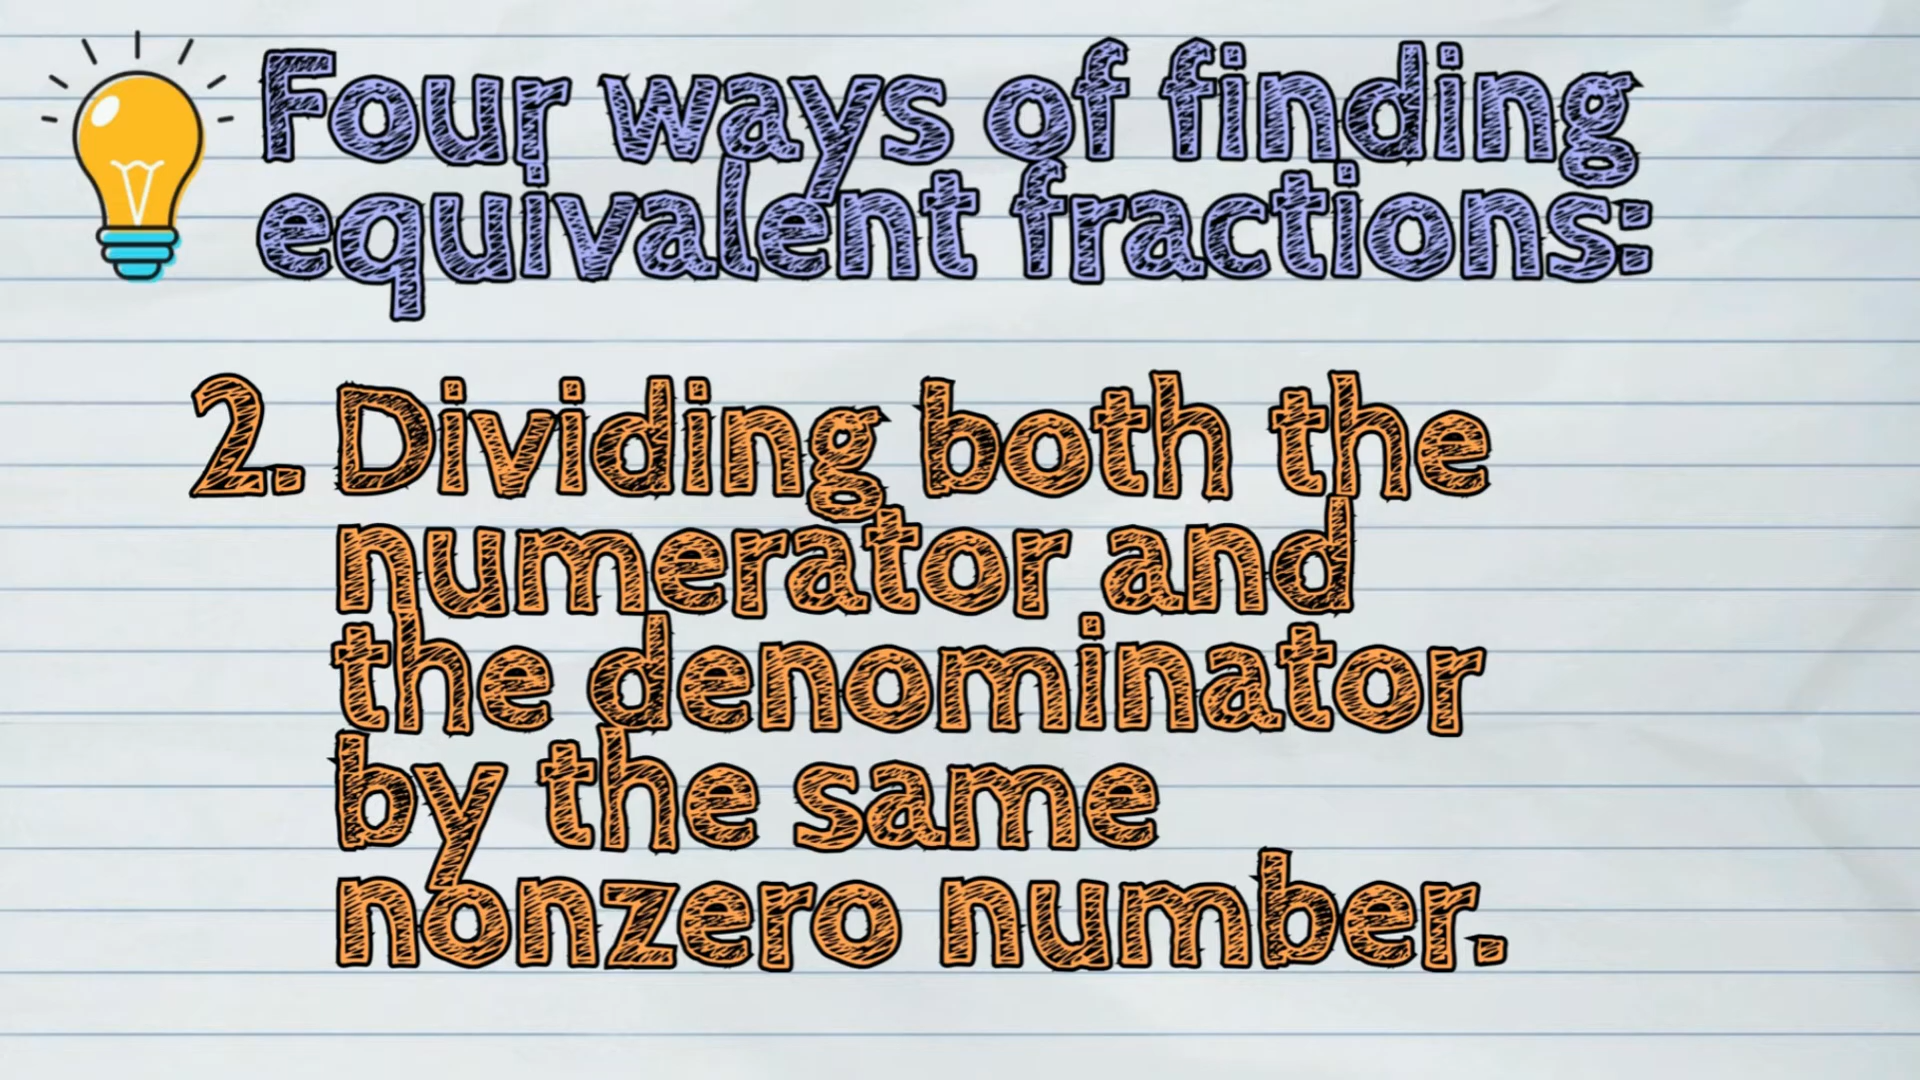 Four ways of finding
equivalent fractions:
2. Dividing both the
numerator and
the denominator
by the same
nonzero number.